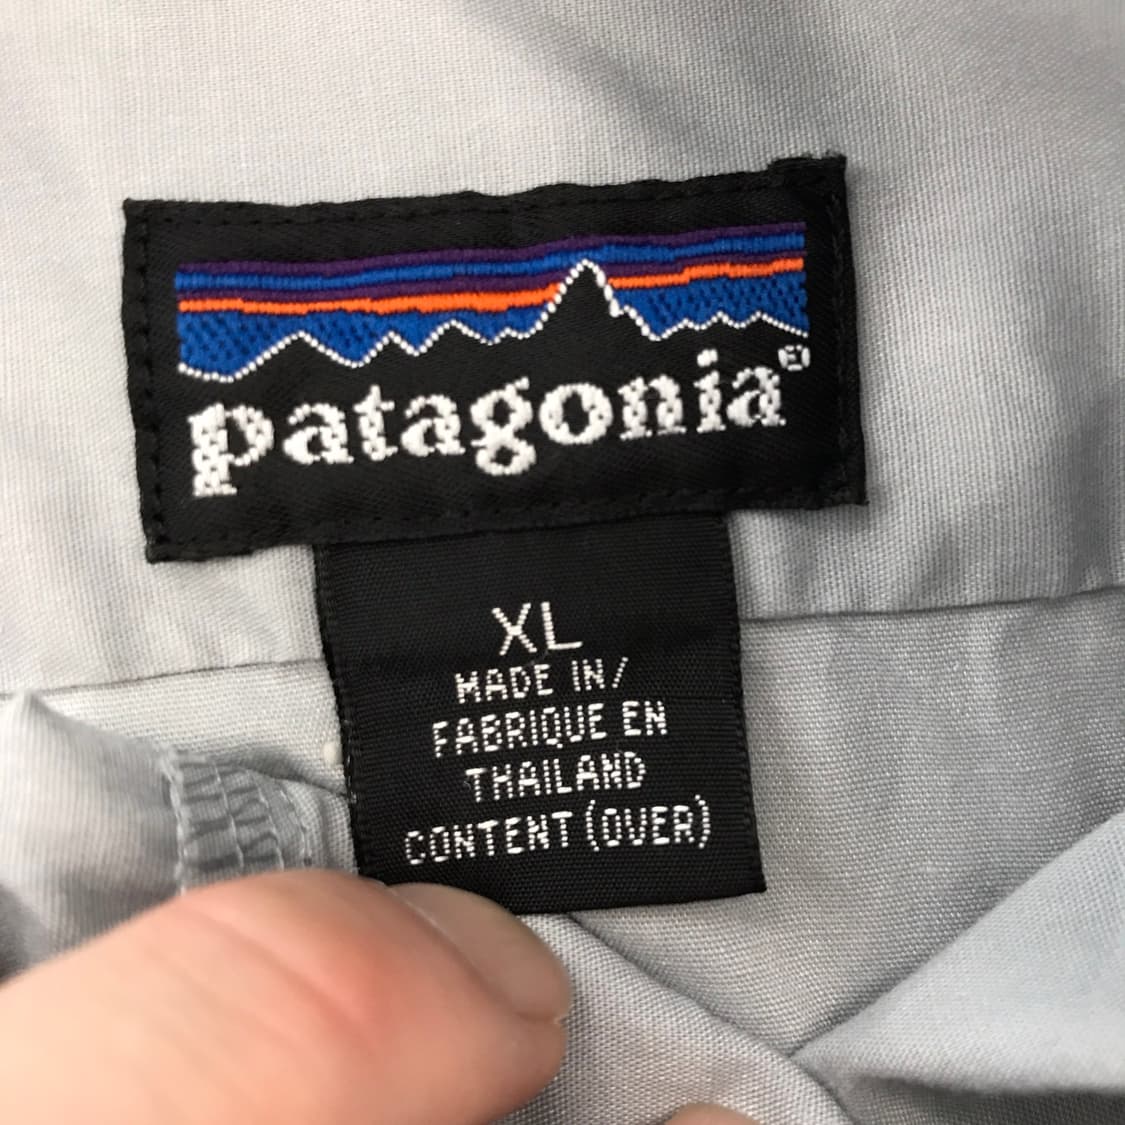 patagonia®
XL
MADE IN/
FABRIQUE EN
THAILAND
CONTENT (OVER)